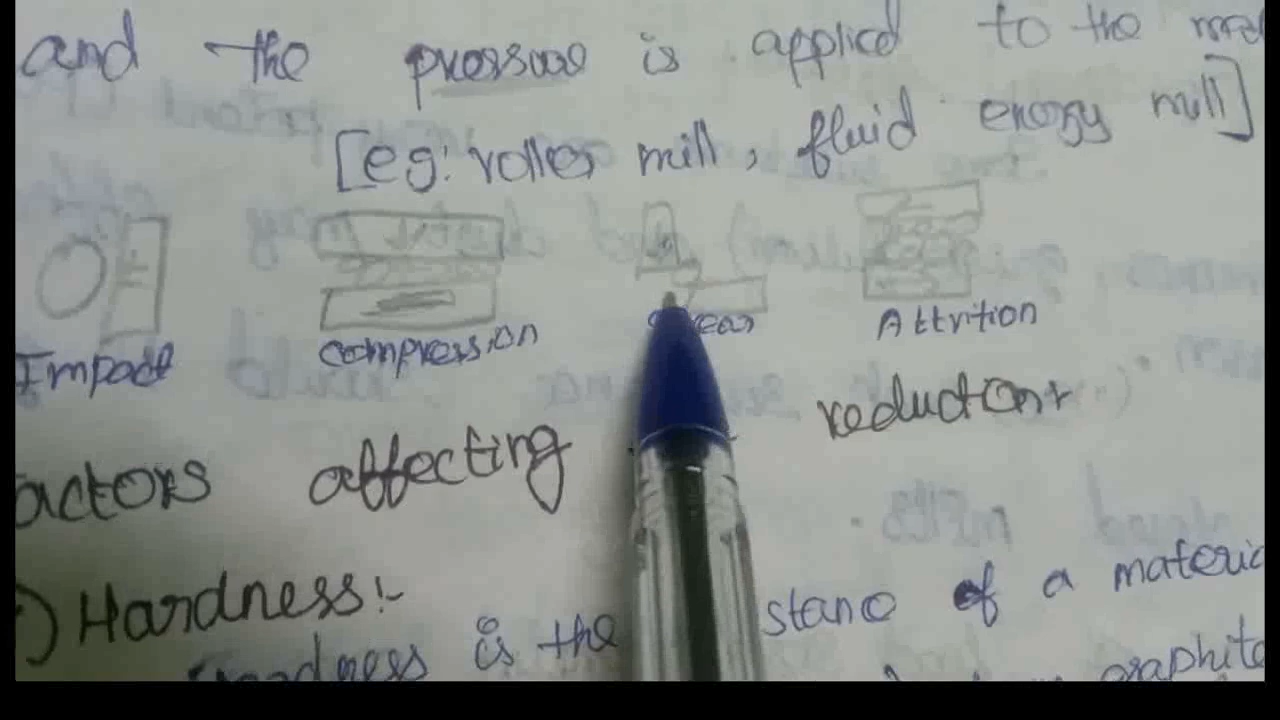 and the pressure is applied to the
[eg: roller mill, fluid energy mill]
Impact compression Attrition
actors affecting reduction
Hardness:-
is the of a